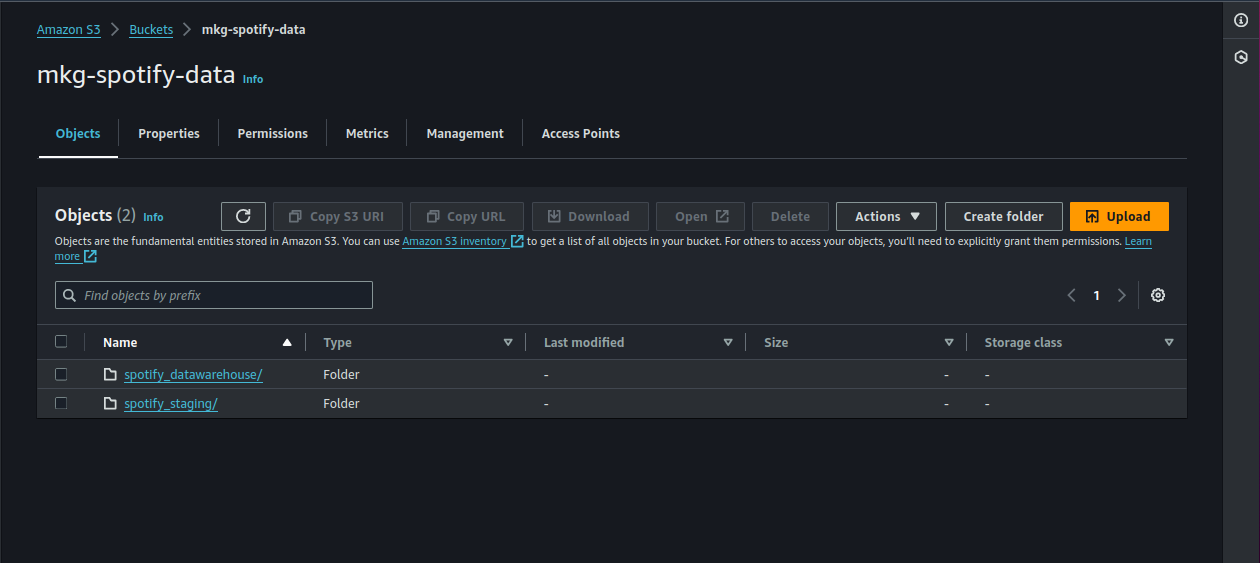 Amazon S3 > Buckets > mkg-spotify-data
mkg-spotify-data Info
Objects Properties Permissions Metrics Management Access Points
Objects (2) Info Copy S3 URI Copy URL Download Open Delete Actions Create folder Upload
Objects are the fundamental entities stored in Amazon S3. You can use Amazon S3 inventory to get a list of all objects in your bucket. For others to access your objects, you'll need to explicitly grant them permissions. Learn
more
Find objects by prefix 1
Name Type Last modified Size Storage class
spotify_datawarehouse/ Folder - - -
spotify_staging/ Folder - - -